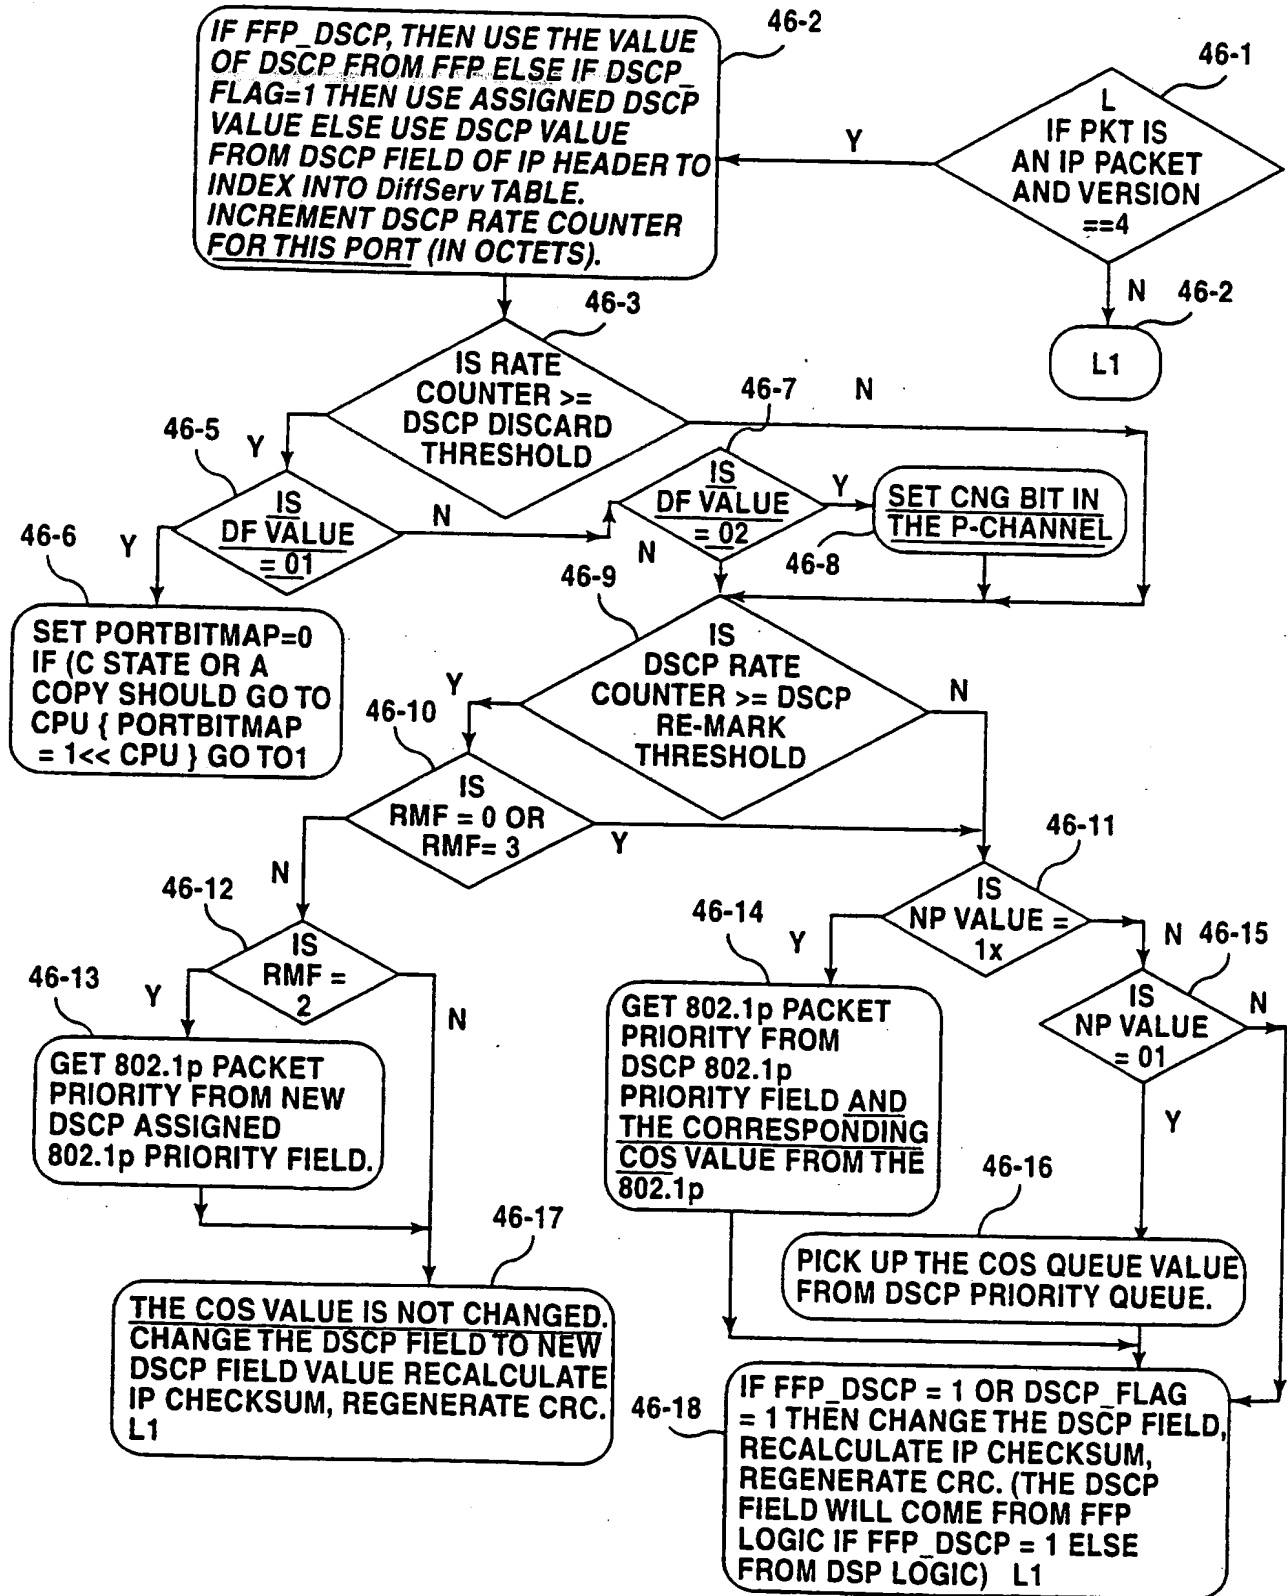 46-2
IF FFP_DSCP, THEN USE THE VALUE
OF DSCP FROM FFP ELSE IF DSCP_
FLAG=1 THEN USE ASSIGNED DSCP
VALUE ELSE USE DSCP VALUE
FROM DSCP FIELD OF IP HEADER TO
INDEX INTO DiffServ TABLE.
INCREMENT DSCP RATE COUNTER
FOR THIS PORT (IN OCTETS).
46-1
L
IF PKT IS
AN IP PACKET
AND VERSION
==4
Y
N
46-2
L1
46-3
IS RATE
COUNTER >=
DSCP DISCARD
THRESHOLD
Y
N
46-5
IS
DF VALUE
= 01
Y
N
46-7
IS
DF VALUE
= 02
Y
N
46-8
SET CNG BIT IN
THE P-CHANNEL
46-6
SET PORTBITMAP=0
IF (C STATE OR A
COPY SHOULD GO TO
CPU { PORTBITMAP
= 1<< CPU } GO TO1
46-9
IS
DSCP RATE
COUNTER >= DSCP
RE-MARK
THRESHOLD
Y
N
46-10
IS
RMF = 0 OR
RMF= 3
Y
N
46-11
IS
NP VALUE =
1x
Y
N
46-12
IS
RMF =
2
Y
N
46-13
GET 802.1p PACKET
PRIORITY FROM NEW
DSCP ASSIGNED
802.1p PRIORITY FIELD.
46-14
GET 802.1p PACKET
PRIORITY FROM
DSCP 802.1p
PRIORITY FIELD AND
THE CORRESPONDING
COS VALUE FROM THE
802.1p
46-15
IS
NP VALUE
= 01
N
Y
46-16
PICK UP THE COS QUEUE VALUE
FROM DSCP PRIORITY QUEUE.
46-17
THE COS VALUE IS NOT CHANGED.
CHANGE THE DSCP FIELD TO NEW
DSCP FIELD VALUE RECALCULATE
IP CHECKSUM, REGENERATE CRC.
L1
46-18
IF FFP_DSCP = 1 OR DSCP_FLAG
= 1 THEN CHANGE THE DSCP FIELD,
RECALCULATE IP CHECKSUM,
REGENERATE CRC. (THE DSCP
FIELD WILL COME FROM FFP
LOGIC IF FFP_DSCP = 1 ELSE
FROM DSP LOGIC) L1